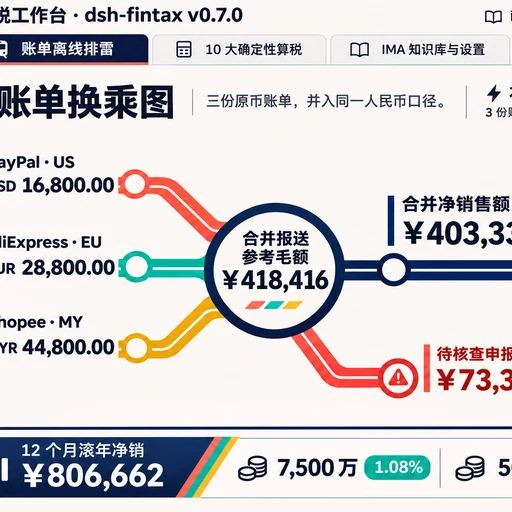 税工作台 · dsh-fintax v0.7.0
账单离线排雷
10 大确定性算税
IMA 知识库与设置
账单换乘图
三份原币账单，并入同一人民币口径。
ayPal · US
SD 16,800.00
liExpress · EU
UR 28,800.00
hopee · MY
YR 44,800.00
合并报送
参考毛额
¥418,416
合并净销售额
¥403,33
待核查申报
¥73,3
12 个月滚年净销
¥806,662
7,500 万
1.08%
50